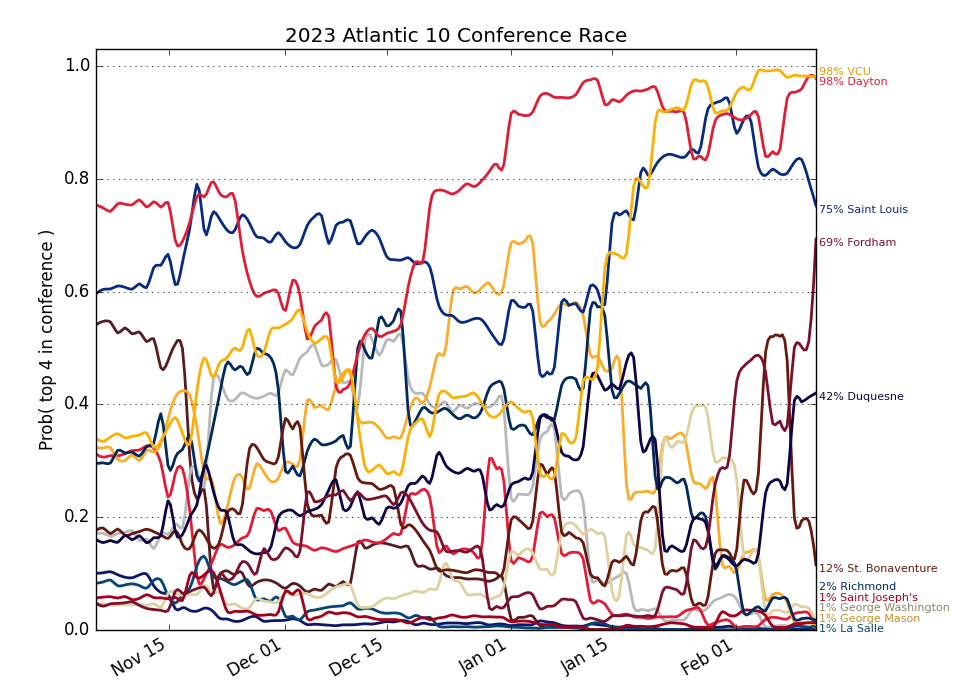 2023 Atlantic 10 Conference Race
Prob( top 4 in conference )
1.0
0.8
0.6
0.4
0.2
0.0
Nov 15
Dec 01
Dec 15
Jan 01
Jan 15
Feb 01
98% VCU
98% Dayton
75% Saint Louis
69% Fordham
42% Duquesne
12% St. Bonaventure
2% Richmond
1% Saint Joseph's
1% George Washington
1% George Mason
1% La Salle